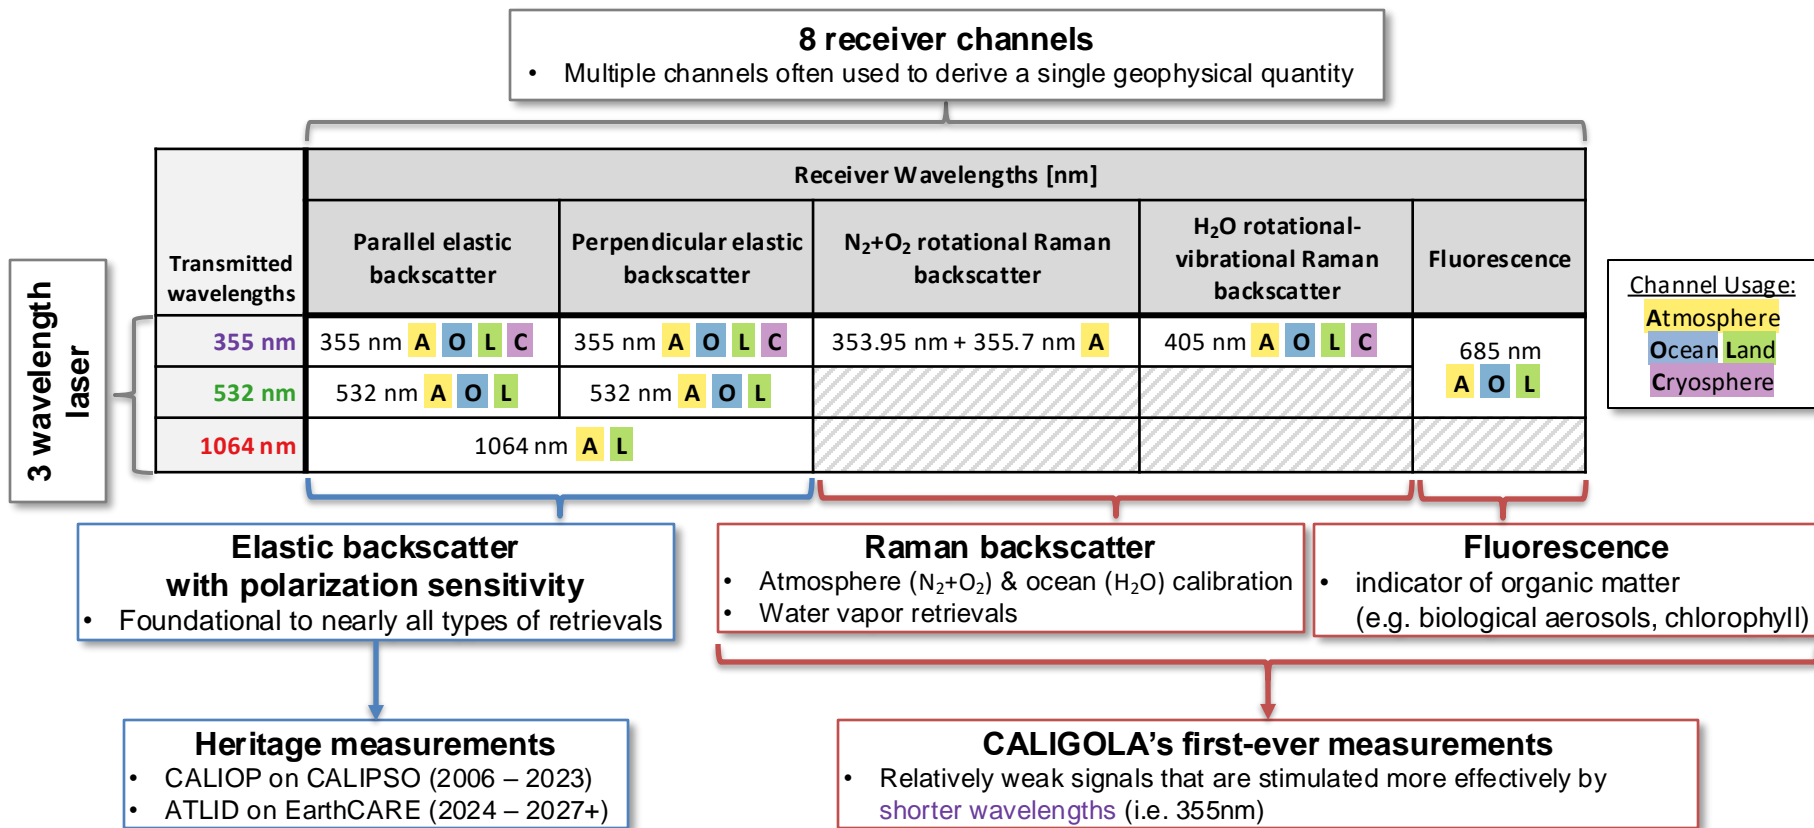 8 receiver channels
• Multiple channels often used to derive a single geophysical quantity
3 wavelength
laser
Transmitted
wavelengths
Receiver Wavelengths [nm]
Parallel elastic
backscatter
Perpendicular elastic
backscatter
N₂+O₂ rotational Raman
backscatter
H₂O rotational-
vibrational Raman
backscatter
Fluorescence
355 nm
355 nm A O L C
355 nm A O L C
353.95 nm + 355.7 nm A
405 nm A O L C
685 nm
A O L
532 nm
532 nm A O L
532 nm A O L
1064 nm
1064 nm A L
Channel Usage:
Atmosphere
Ocean Land
Cryosphere
Elastic backscatter
with polarization sensitivity
• Foundational to nearly all types of retrievals
Raman backscatter
• Atmosphere (N₂+O₂) & ocean (H₂O) calibration
• Water vapor retrievals
Fluorescence
• indicator of organic matter
(e.g. biological aerosols, chlorophyll)
Heritage measurements
• CALIOP on CALIPSO (2006 – 2023)
• ATLID on EarthCARE (2024 – 2027+)
CALIGOLA's first-ever measurements
• Relatively weak signals that are stimulated more effectively by
shorter wavelengths (i.e. 355nm)